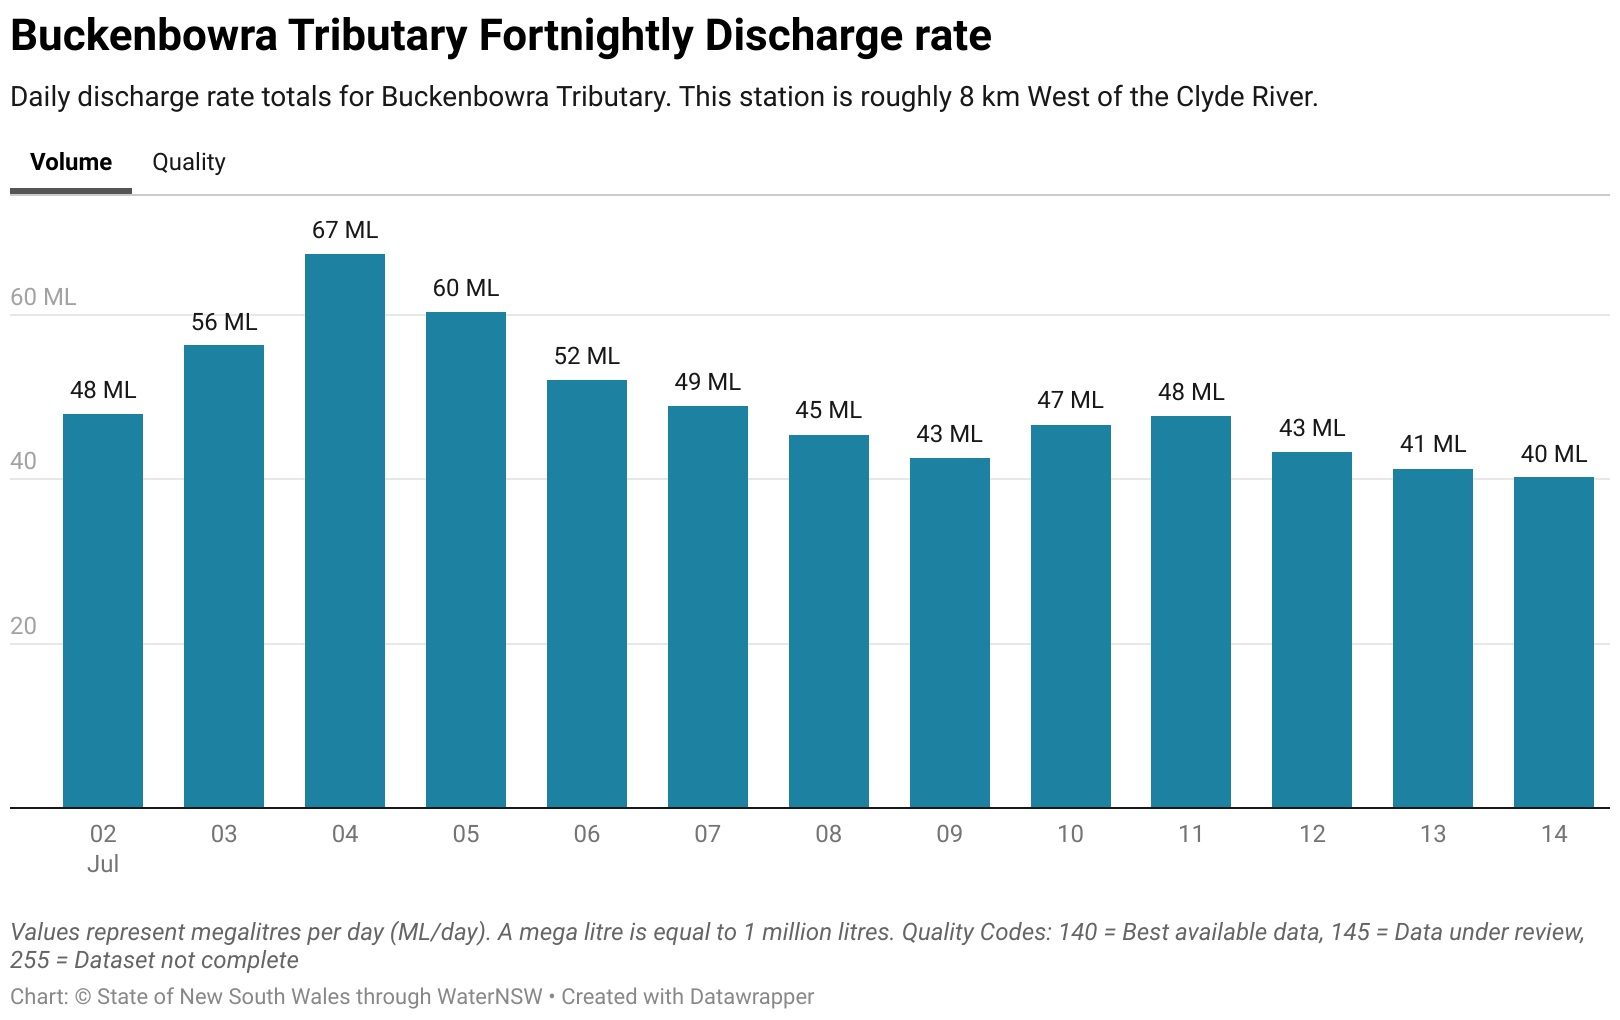 Buckenbowra Tributary Fortnightly Discharge rate
Daily discharge rate totals for Buckenbowra Tributary. This station is roughly 8 km West of the Clyde River.
Volume Quality
67 ML
60 ML
60 ML
56 ML
52 ML
49 ML
48 ML
47 ML
48 ML
45 ML
43 ML
43 ML
41 ML
40 ML
40
20
02 03 04 05 06 07 08 09 10 11 12 13 14
Jul
Values represent megalitres per day (ML/day). A mega litre is equal to 1 million litres. Quality Codes: 140 = Best available data, 145 = Data under review,
255 = Dataset not complete
Chart: © State of New South Wales through WaterNSW • Created with Datawrapper